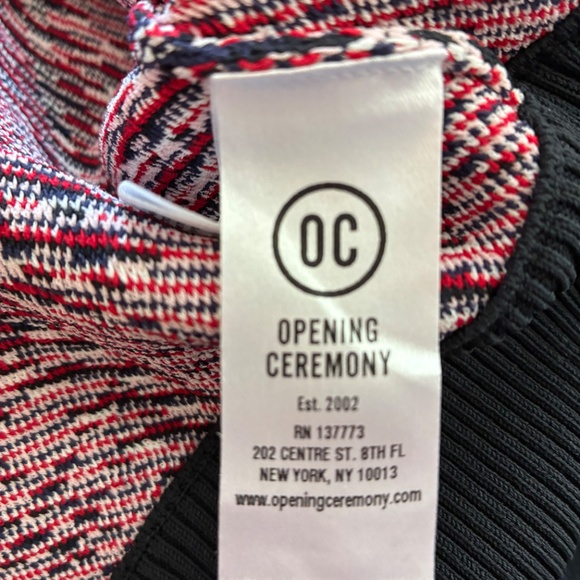 OC
OPENING
CEREMONY
Est. 2002
RN 137773
202 CENTRE ST. 8TH FL
NEW YORK, NY 10013
www.openingceremony.com